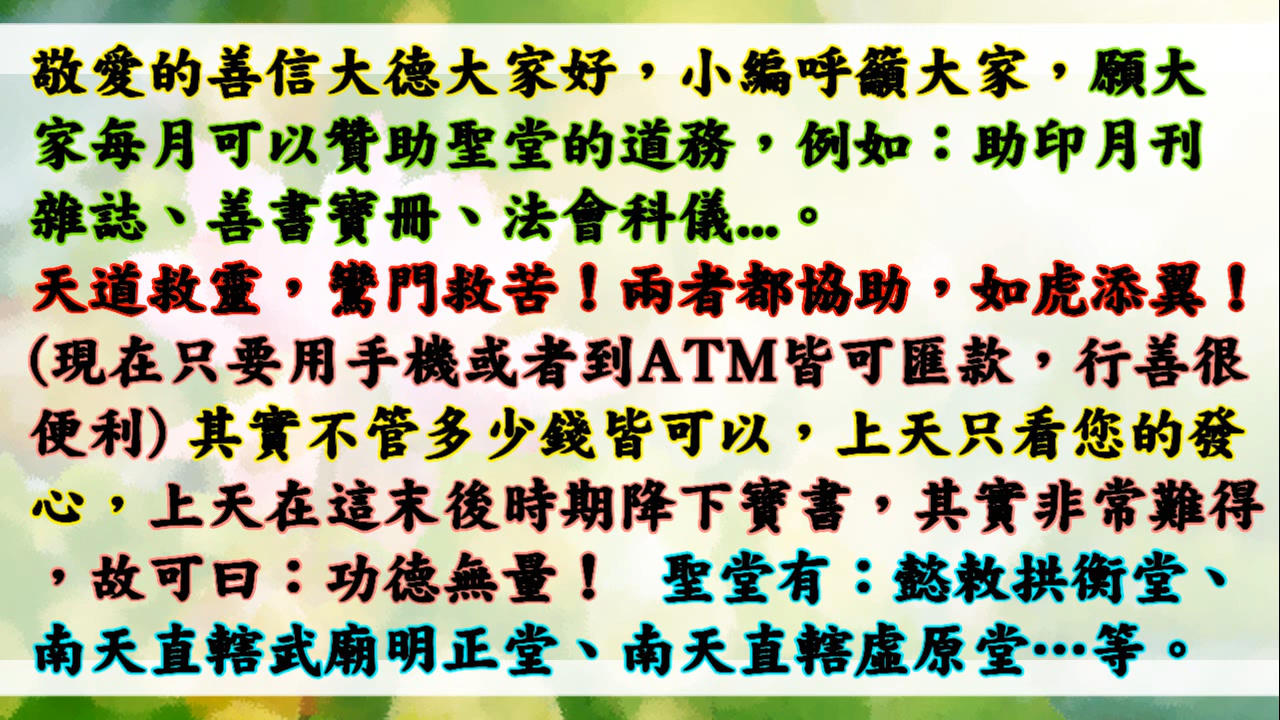 敬愛的善信大德大家好，小編呼籲大家，願大
家每月可以贊助聖堂的道務，例如：助印月刊
雜誌、善書寶冊、法會科儀...。
天道救靈，鸞門救苦！兩者都協助，如虎添翼！
(現在只要用手機或者到ATM皆可匯款，行善很
便利) 其實不管多少錢皆可以，上天只看您的發
心，上天在這末後時期降下寶書，其實非常難得
，故可曰：功德無量！ 聖堂有：懿敕拱衡堂、
南天直轄武廟明正堂、南天直轄虛原堂…等。